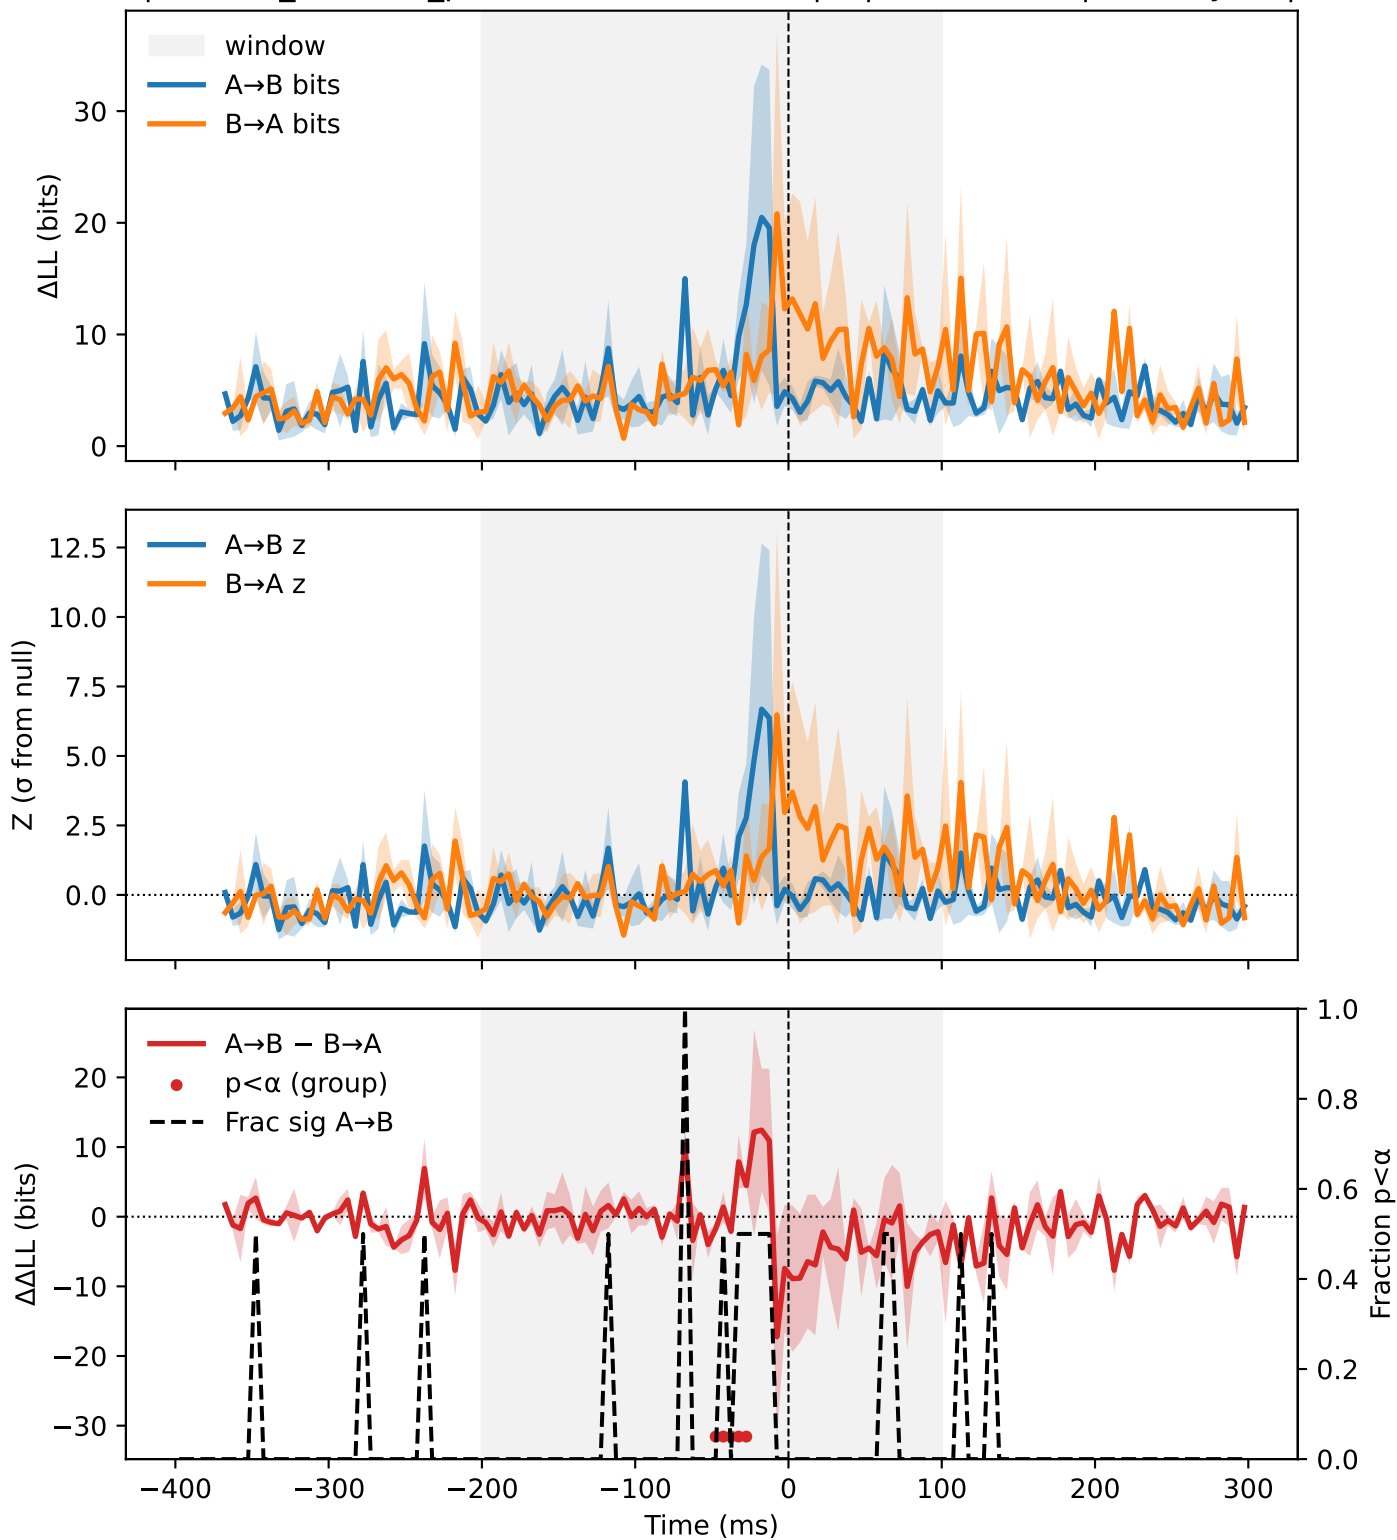 window
A→B bits
B→A bits
ΔLL (bits)
30
20
10
0
A→B z
B→A z
Z (σ from null)
12.5
10.0
7.5
5.0
2.5
0.0
A→B − B→A
p<α (group)
Frac sig A→B
ΔΔLL (bits)
20
10
0
−10
−20
−30
1.0
0.8
0.6
0.4
0.2
0.0
Fraction p<α
−400 −300 −200 −100 0 100 200 300
Time (ms)